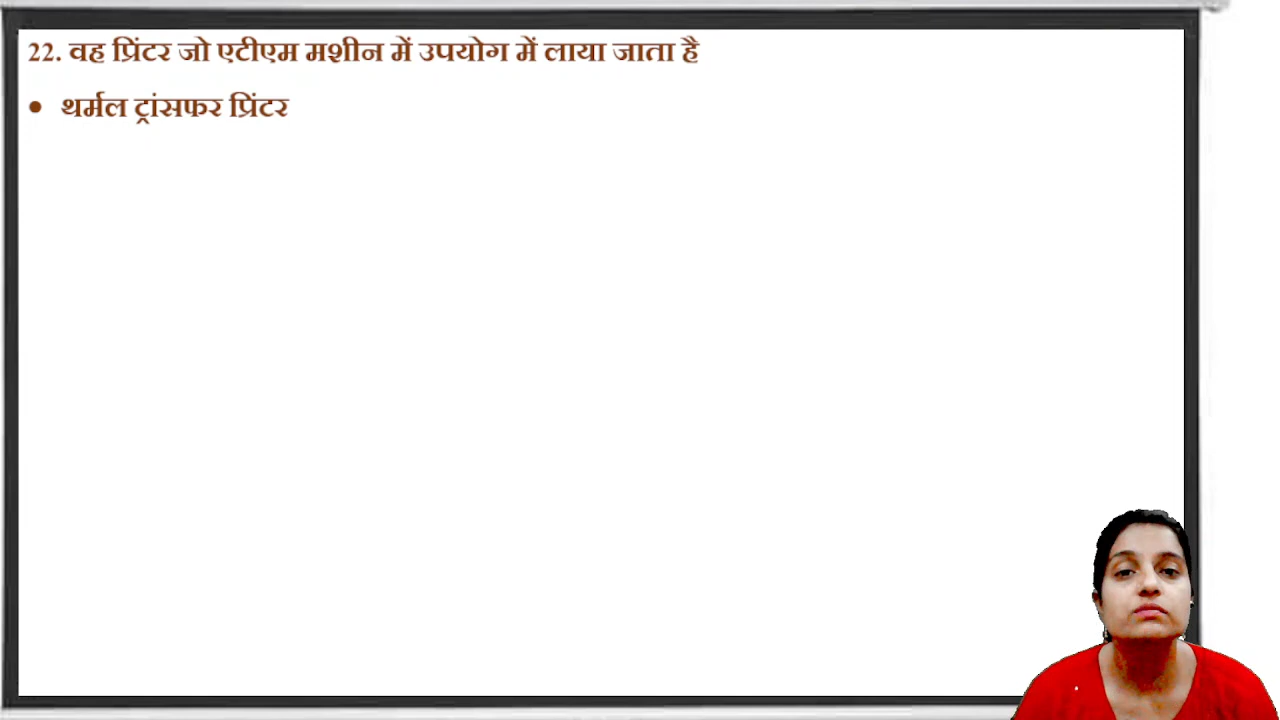 22. वह प्रिंटर जो एटीएम मशीन में उपयोग में लाया जाता है
• थर्मल ट्रांसफर प्रिंटर